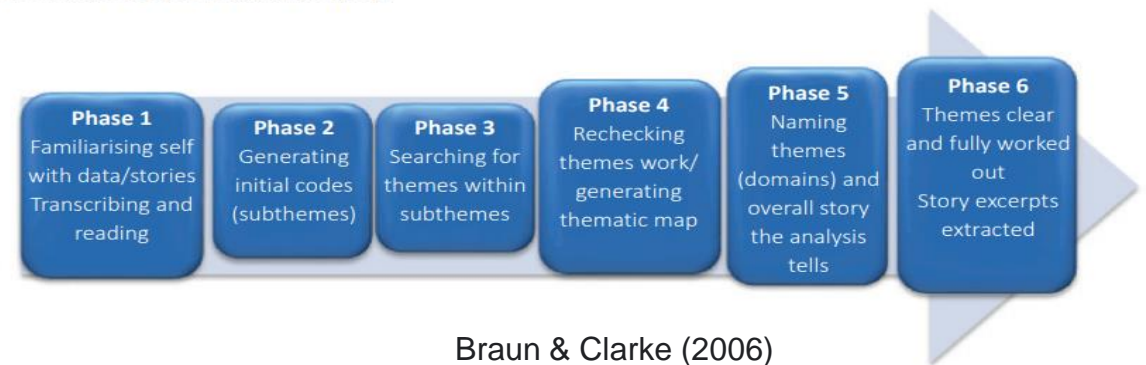 Phase 1
Familiarising self
with data/stories
Transcribing and
reading
Phase 2
Generating
initial codes
(subthemes)
Phase 3
Searching for
themes within
subthemes
Phase 4
Rechecking
themes work/
generating
thematic map
Phase 5
Naming
themes
(domains) and
overall story
the analysis
tells
Phase 6
Themes clear
and fully worked
out
Story excerpts
extracted
Braun & Clarke (2006)